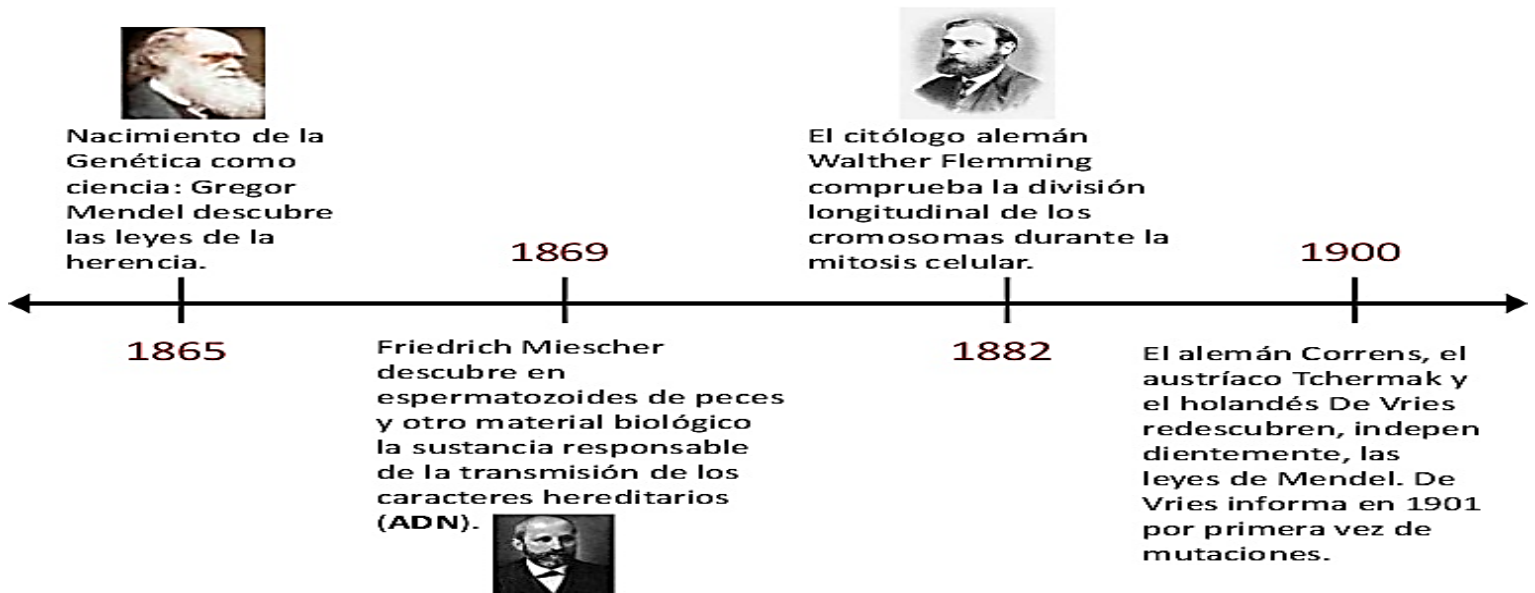 Nacimiento de la
Genética como
ciencia: Gregor
Mendel descubre
las leyes de la
herencia.
1865
1869
Friedrich Miescher
descubre en
espermatozoides de peces
y otro material biológico
la sustancia responsable
de la transmisión de los
caracteres hereditarios
(ADN).
El citólogo alemán
Walther Flemming
comprueba la división
longitudinal de los
cromosomas durante la
mitosis celular.
1882
1900
El alemán Correns, el
austríaco Tchermak y
el holandés De Vries
redescubren, indepen
dientemente, las
leyes de Mendel. De
Vries informa en 1901
por primera vez de
mutaciones.